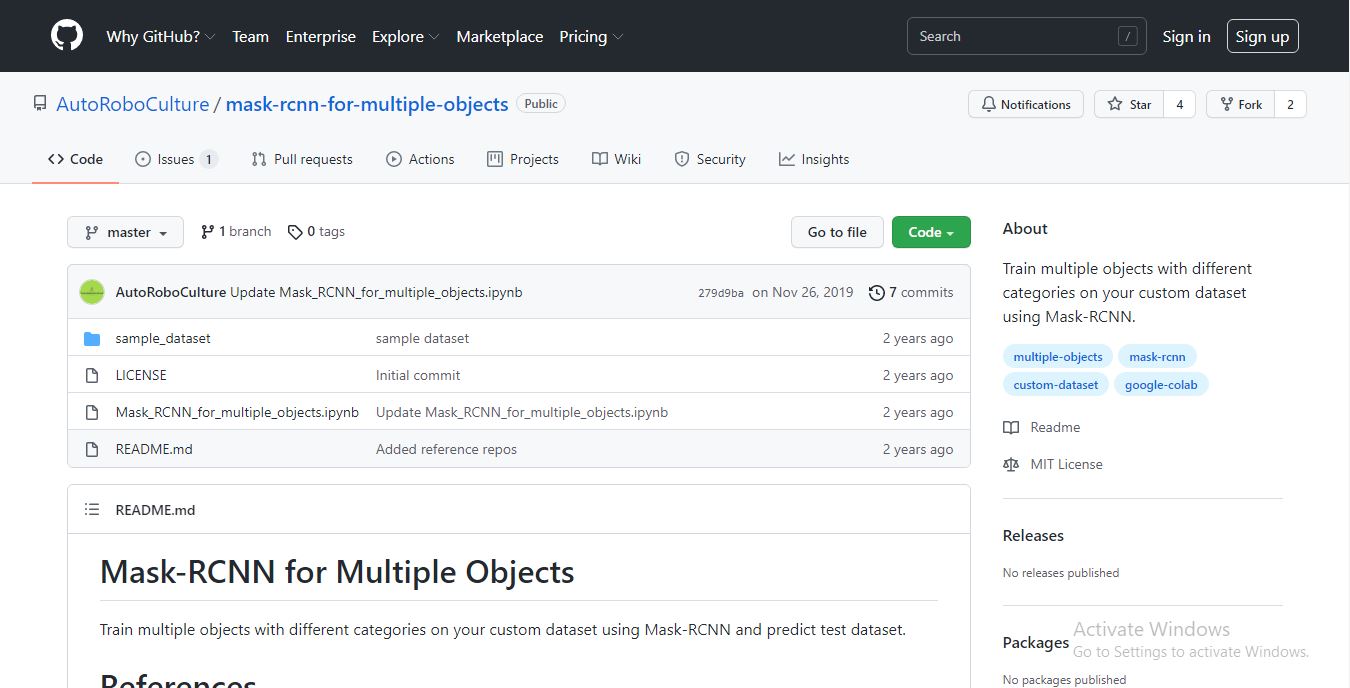 Why GitHub? Team Enterprise Explore Marketplace Pricing Search / Sign in Sign up
AutoRoboCulture / mask-rcnn-for-multiple-objects Public Notifications Star 4 Fork 2
Code Issues 1 Pull requests Actions Projects Wiki Security Insights
master 1 branch 0 tags Go to file Code
AutoRoboCulture Update Mask_RCNN_for_multiple_objects.ipynb 279d9ba on Nov 26, 2019 7 commits
sample_dataset sample dataset 2 years ago
LICENSE Initial commit 2 years ago
Mask_RCNN_for_multiple_objects.ipynb Update Mask_RCNN_for_multiple_objects.ipynb 2 years ago
README.md Added reference repos 2 years ago
README.md
Mask-RCNN for Multiple Objects
Train multiple objects with different categories on your custom dataset using Mask-RCNN and predict test dataset.
References
About
Train multiple objects with different
categories on your custom dataset
using Mask-RCNN.
multiple-objects mask-rcnn
custom-dataset google-colab
Readme
MIT License
Releases
No releases published
Packages
No packages published
Activate Windows
Go to Settings to activate Windows.